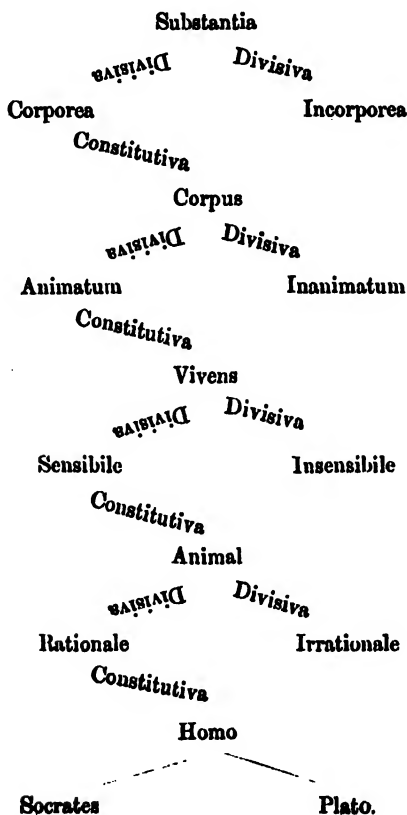 Substantia
Divisiva Divisiva
Corporea Incorporea
Constitutiva
Corpus
Divisiva Divisiva
Animatum Inanimatum
Constitutiva
Vivens
Divisiva Divisiva
Sensibile Insensibile
Constitutiva
Animal
Divisiva Divisiva
Rationale Irrationale
Constitutiva
Homo
Socrates Plato.